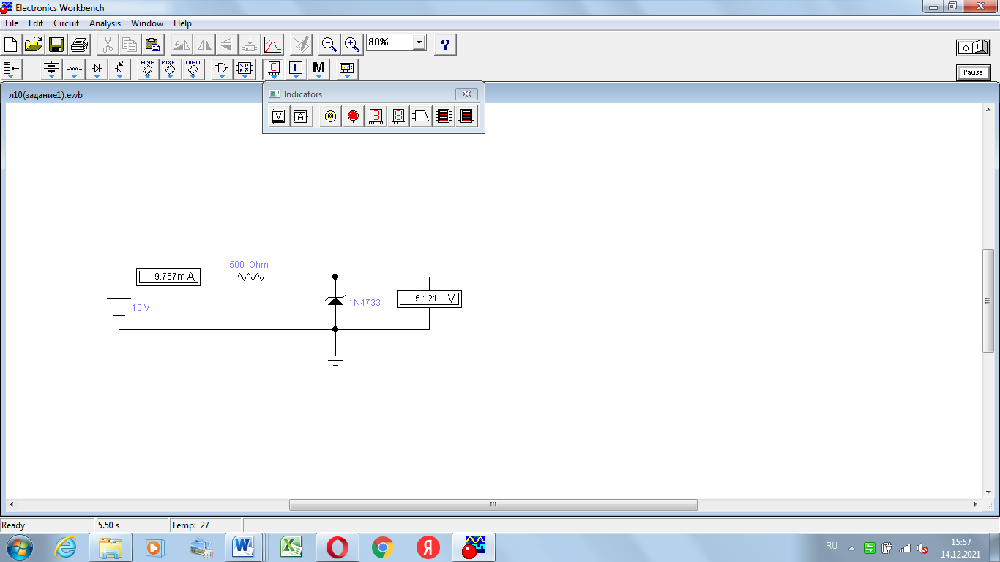 Electronics Workbench
File Edit Circuit Analysis Window Help
80%
?
ANA MIXED DIGIT
f M
Pause
л10(задание1).ewb
Indicators
V A
500 Ohm
9.757m A
10 V
1N4733
5.121 V
Ready 5.50 s Temp: 27
RU
15:57
14.12.2021